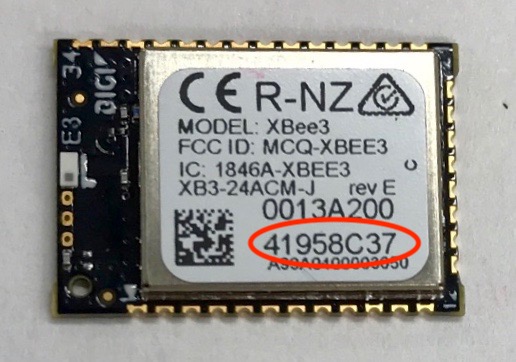 CE R-NZ
MODEL: XBee3
FCC ID: MCQ-XBEE3
IC: 1846A-XBEE3
XB3-24ACM-J rev E
0013A200
41958C37
DIGI
E3
34